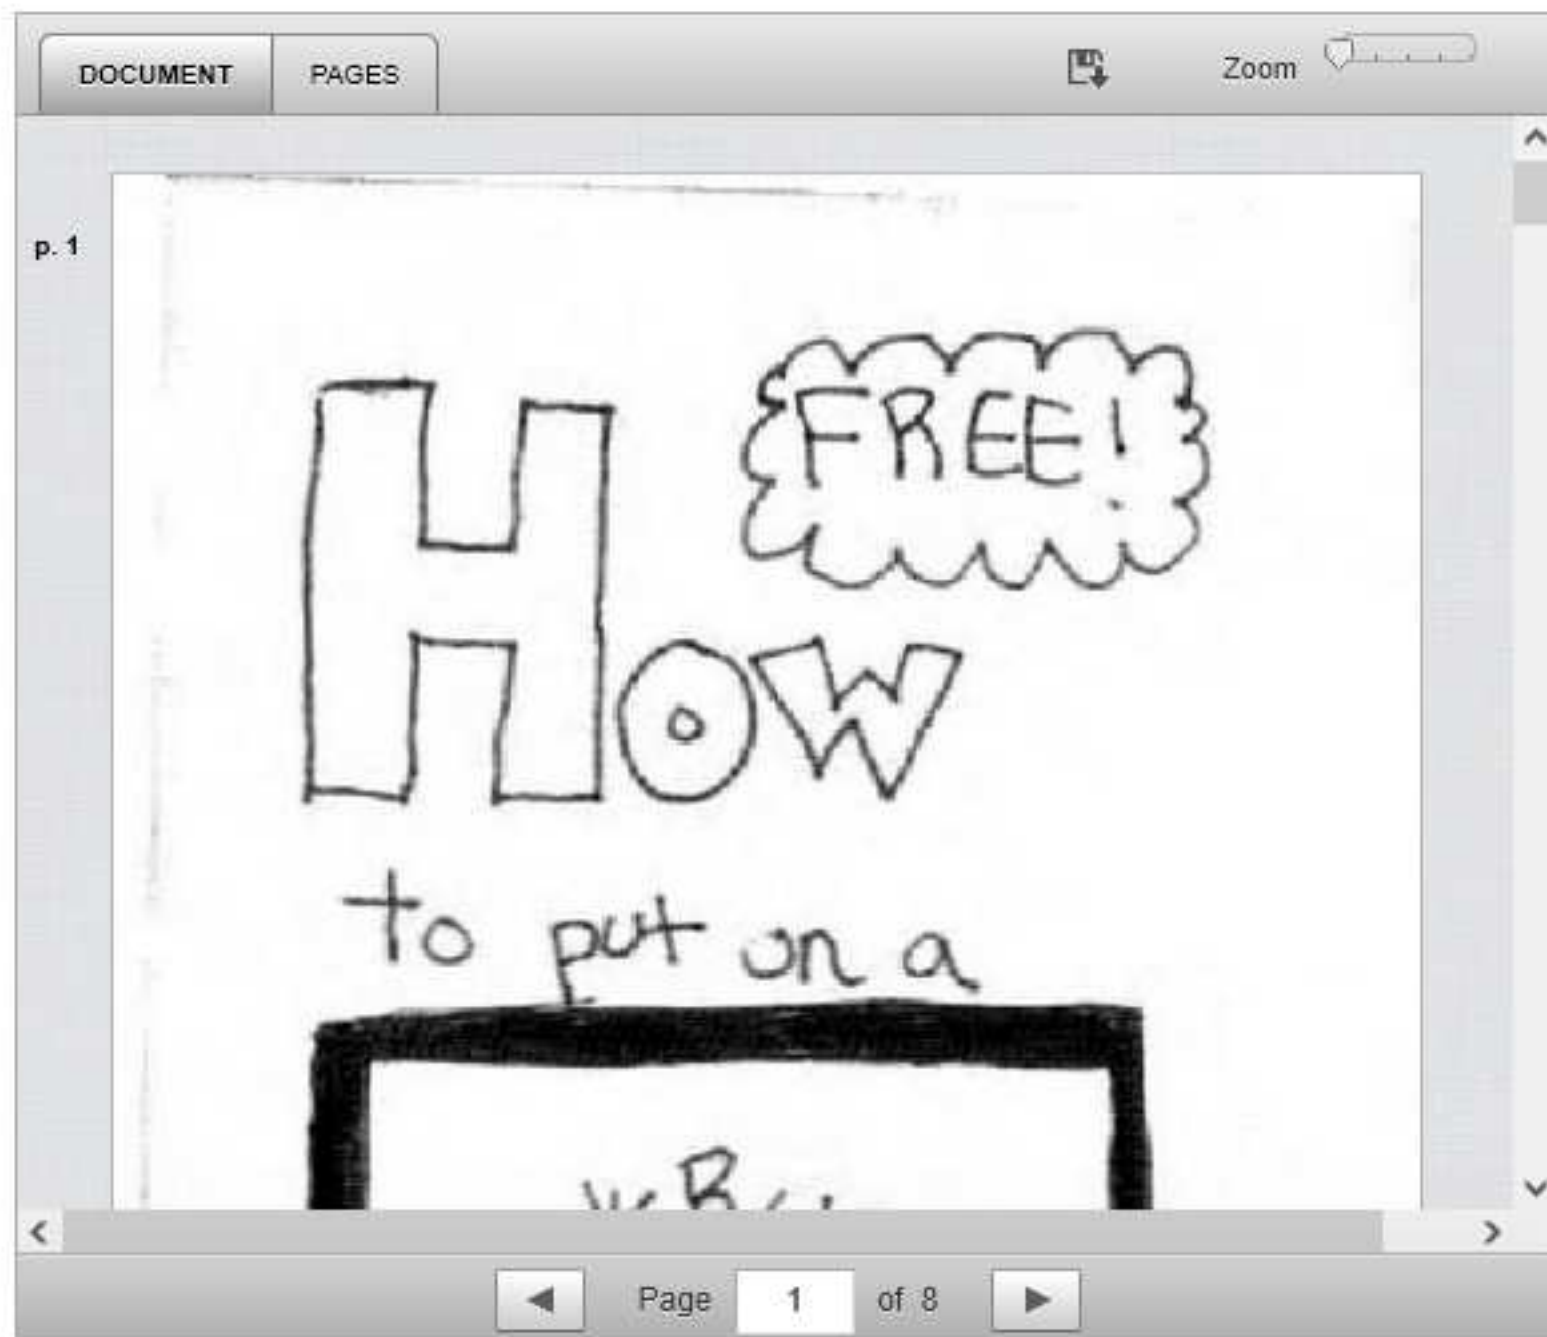 DOCUMENT PAGES Zoom
p. 1
FREE!
How
to put on a
Page 1 of 8